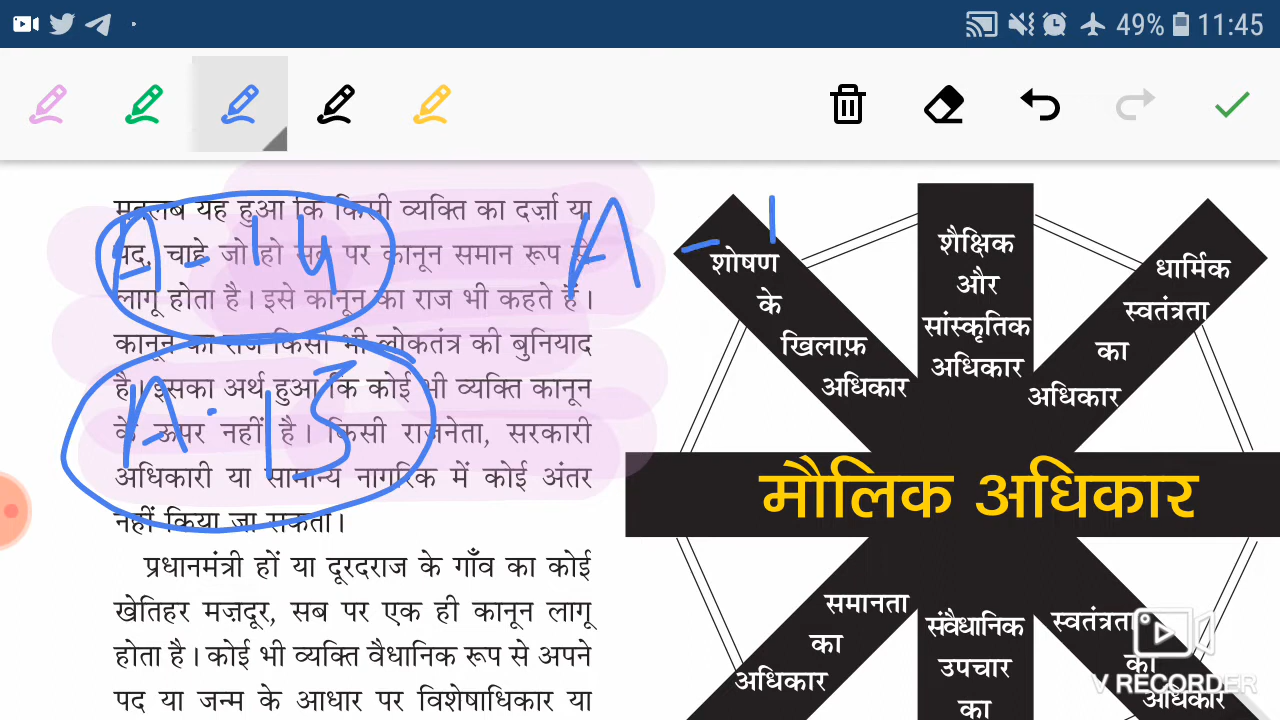 49% 11:45
मतलब यह हुआ कि किसी व्यक्ति का दर्ज़ा या
पद, चाहे जो हो सब पर कानून समान रूप से
लागू होता है। इसे कानून का राज भी कहते हैं।
कानून का राज किसी भी लोकतंत्र की बुनियाद
है। इसका अर्थ हुआ कि कोई भी व्यक्ति कानून
के ऊपर नहीं है। किसी राजनेता, सरकारी
अधिकारी या सामान्य नागरिक में कोई अंतर
नहीं किया जा सकता।
प्रधानमंत्री हों या दूरदराज के गाँव का कोई
खेतिहर मज़दूर, सब पर एक ही कानून लागू
होता है। कोई भी व्यक्ति वैधानिक रूप से अपने
पद या जन्म के आधार पर विशेषाधिकार या
A - 14
A - 15
A - 1
शोषण
के
खिलाफ़
अधिकार
शैक्षिक
और
सांस्कृतिक
अधिकार
धार्मिक
स्वतंत्रता
का
अधिकार
मौलिक अधिकार
समानता
का
अधिकार
संवैधानिक
उपचार
का
स्वतंत्रता
का
अधिकार
V RECORDER